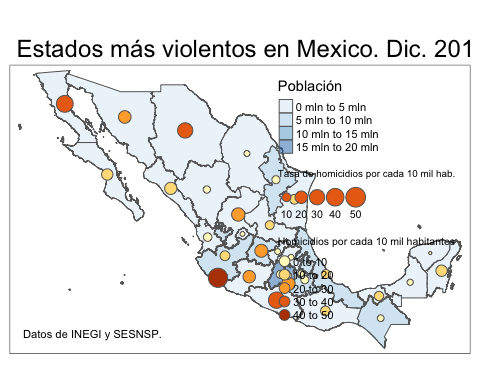 Estados más violentos en Mexico. Dic. 201
Población
0 mln to 5 mln
5 mln to 10 mln
10 mln to 15 mln
15 mln to 20 mln
Tasa de homicidios por cada 10 mil hab.
10 20 30 40 50
Homicidios por cada 10 mil habitantes
0 to 10
10 to 20
20 to 30
30 to 40
40 to 50
Datos de INEGI y SESNSP.